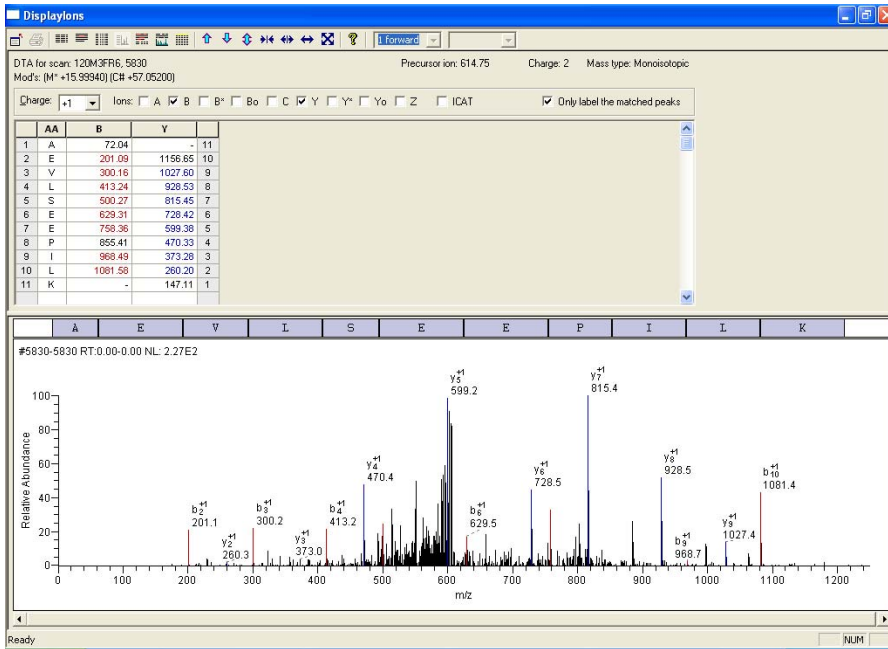 DisplayIons
1 forward
DTA for scan: 120M3FR6, 5830 Precursor ion: 614.75 Charge: 2 Mass type: Monoisotopic
Mod's: (M* +15.99940) (C# +57.05200)
Charge: +1 Ions: A B B* Bo C Y Y* Yo Z ICAT Only label the matched peaks
AA B Y
1 A 72.04 - 11
2 E 201.09 1156.65 10
3 V 300.16 1027.60 9
4 L 413.24 928.53 8
5 S 500.27 815.45 7
6 E 629.31 728.42 6
7 E 758.36 599.38 5
8 P 855.41 470.33 4
9 I 968.49 373.28 3
10 L 1081.58 260.20 2
11 K - 147.11 1
A E V L S E E P I L K
#5830-5830 RT:0.00-0.00 NL: 2.27E2
y5+1
599.2
y7+1
815.4
y4+1
470.4
y6+1
728.5
y8+1
928.5
b10+1
1081.4
b2+1
201.1
b3+1
300.2
b4+1
413.2
b6+1
629.5
y9+1
1027.4
y2+1
260.3
y3+1
373.0
b9+1
968.7
100
80
60
40
20
0
Relative Abundance
0 100 200 300 400 500 600 700 800 900 1000 1100 1200
m/z
Ready NUM